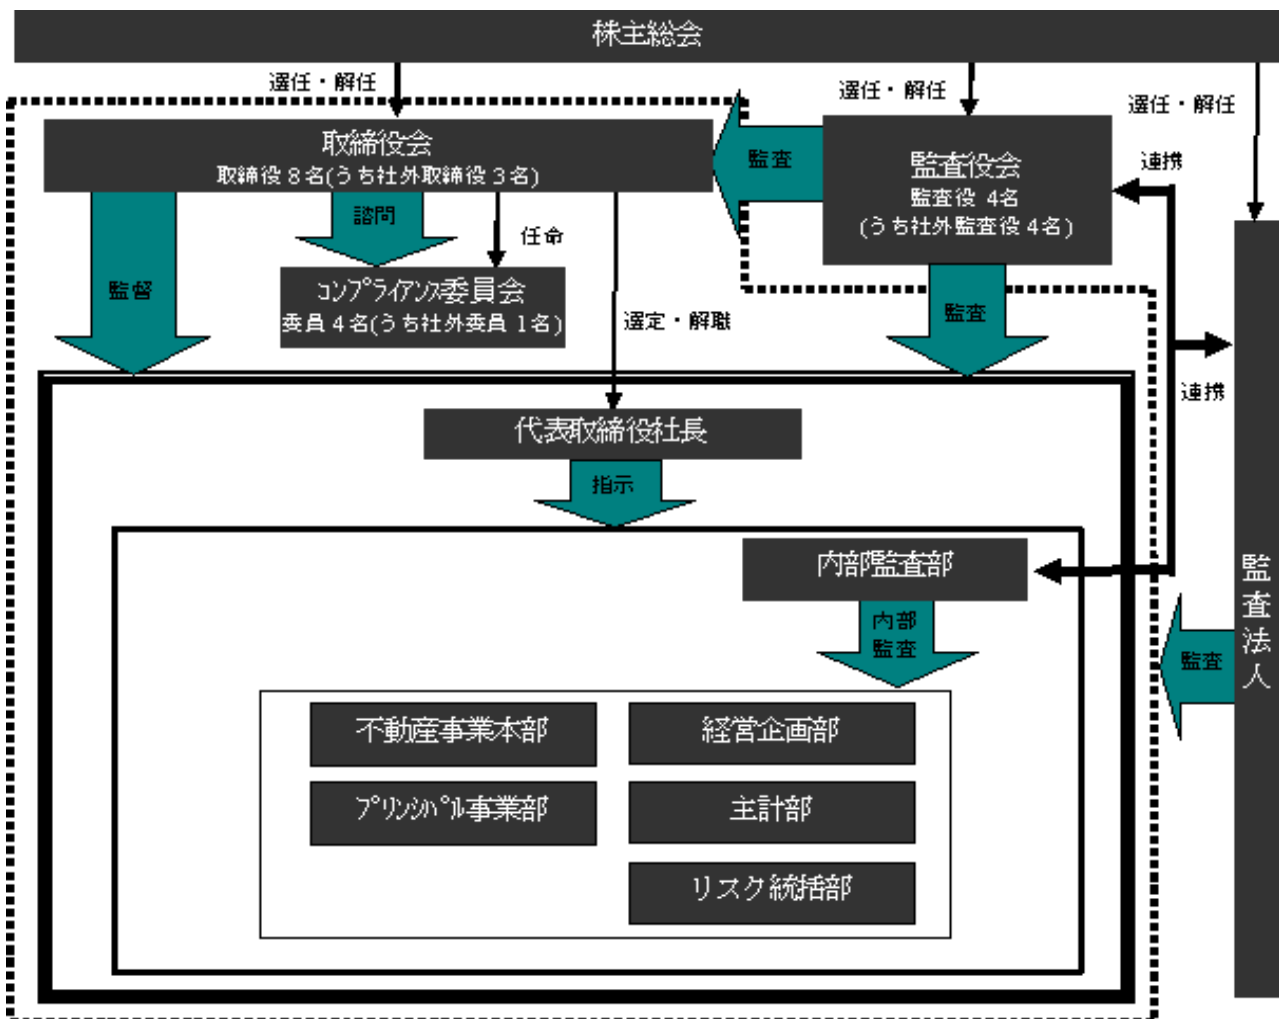 株主総会
選任・解任
選任・解任
選任・解任
取締役会
取締役8名(うち社外取締役3名)
監査
監査役会
監査役 4名
(うち社外監査役4名)
連携
諮問
任命
監督
コンプライアンス委員会
委員4名(うち社外委員1名)
選定・解職
監査
連携
代表取締役社長
指示
内部監査部
内部
監査
監査
監査法人
不動産事業本部
経営企画部
プリンシパル事業部
主計部
リスク統括部